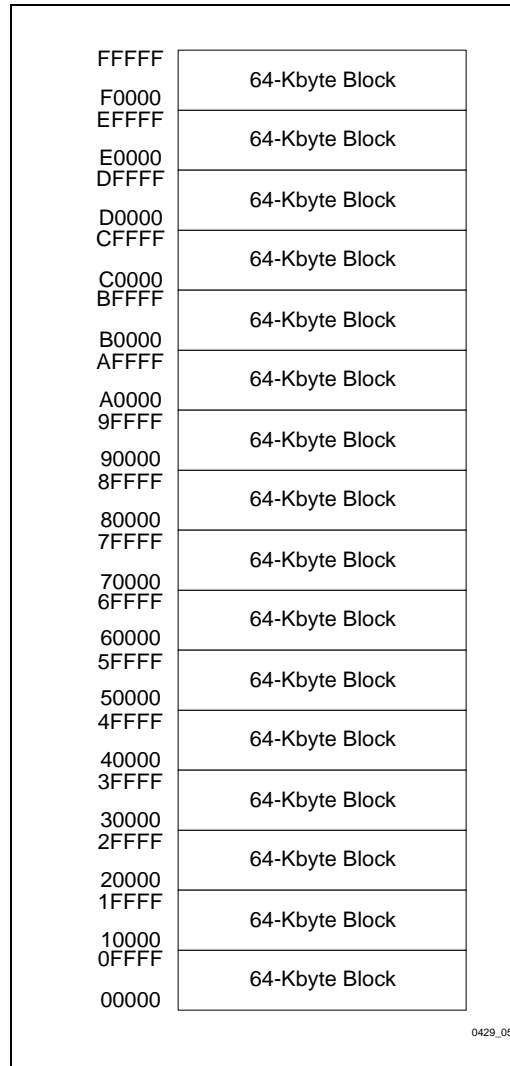 FFFFF
64-Kbyte Block
F0000
EFFFF
64-Kbyte Block
E0000
DFFFF
64-Kbyte Block
D0000
CFFFF
64-Kbyte Block
C0000
BFFFF
64-Kbyte Block
B0000
AFFFF
64-Kbyte Block
A0000
9FFFF
64-Kbyte Block
90000
8FFFF
64-Kbyte Block
80000
7FFFF
64-Kbyte Block
70000
6FFFF
64-Kbyte Block
60000
5FFFF
64-Kbyte Block
50000
4FFFF
64-Kbyte Block
40000
3FFFF
64-Kbyte Block
30000
2FFFF
64-Kbyte Block
20000
1FFFF
64-Kbyte Block
10000
0FFFF
64-Kbyte Block
00000
0429_05